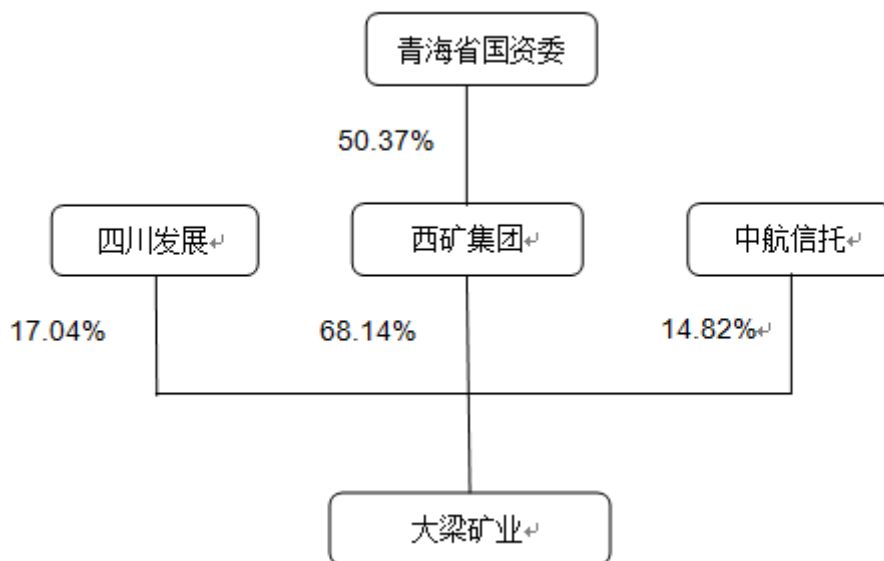 青海省国资委
50.37%
四川发展
西矿集团
中航信托
17.04%
68.14%
14.82%
大梁矿业